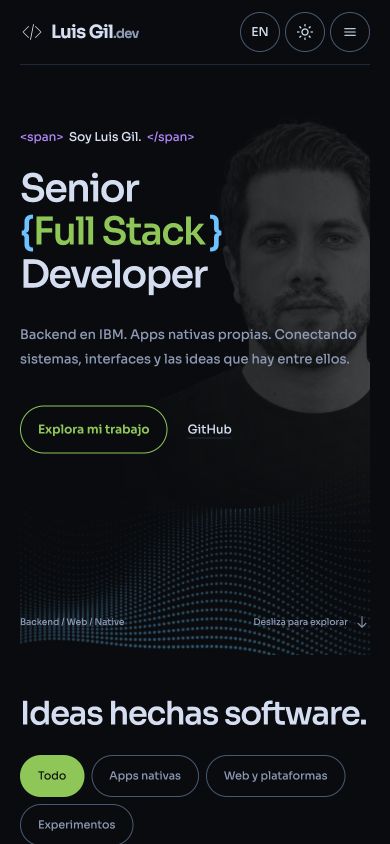 </> Luis Gil.dev
EN
<span> Soy Luis Gil. </span>
Senior
{Full Stack}
Developer
Backend en IBM. Apps nativas propias. Conectando
sistemas, interfaces y las ideas que hay entre ellos.
Explora mi trabajo
GitHub
Backend / Web / Native
Desliza para explorar ↓
Ideas hechas software.
Todo
Apps nativas
Web y plataformas
Experimentos